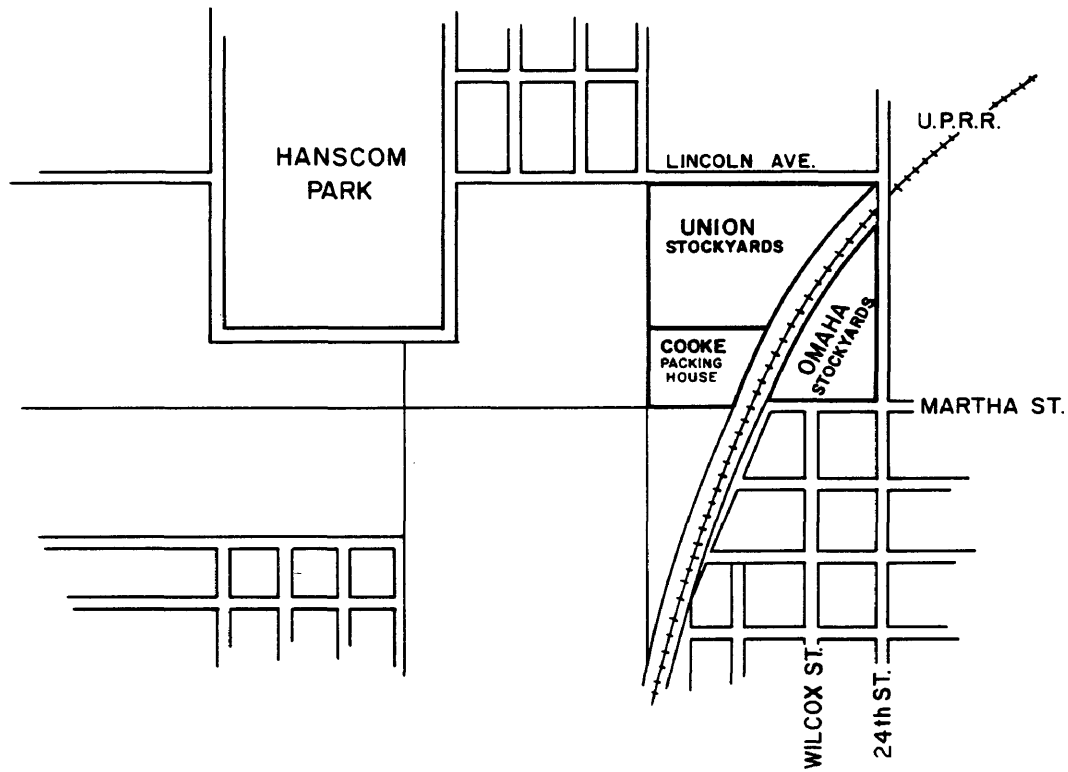 U.P.R.R.
HANSCOM
PARK
LINCOLN AVE.
UNION
STOCKYARDS
OMAHA
STOCKYARDS
COOKE
PACKING
HOUSE
MARTHA ST.
WILCOX ST.
24th ST.